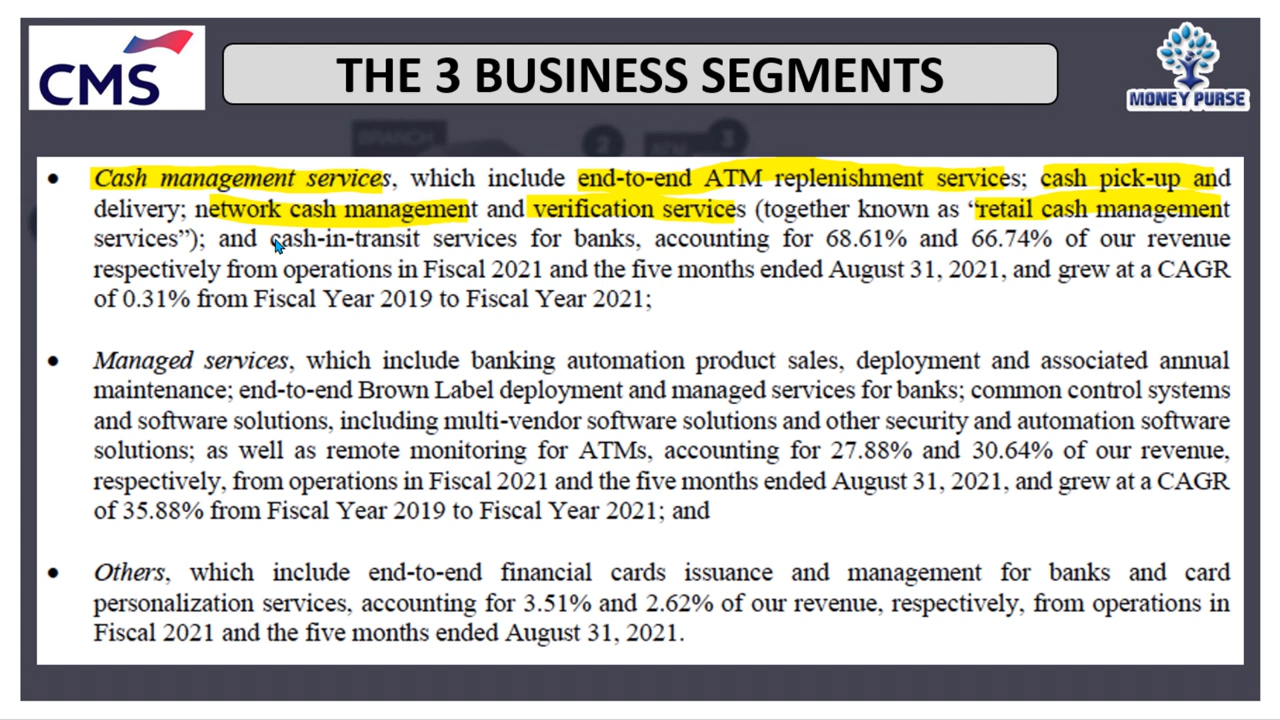 CMS
THE 3 BUSINESS SEGMENTS
MONEY PURSE
BRANCH
2
ATM
3
• Cash management services, which include end-to-end ATM replenishment services; cash pick-up and
delivery; network cash management and verification services (together known as “retail cash management
services”); and cash-in-transit services for banks, accounting for 68.61% and 66.74% of our revenue
respectively from operations in Fiscal 2021 and the five months ended August 31, 2021, and grew at a CAGR
of 0.31% from Fiscal Year 2019 to Fiscal Year 2021;
• Managed services, which include banking automation product sales, deployment and associated annual
maintenance; end-to-end Brown Label deployment and managed services for banks; common control systems
and software solutions, including multi-vendor software solutions and other security and automation software
solutions; as well as remote monitoring for ATMs, accounting for 27.88% and 30.64% of our revenue,
respectively, from operations in Fiscal 2021 and the five months ended August 31, 2021, and grew at a CAGR
of 35.88% from Fiscal Year 2019 to Fiscal Year 2021; and
• Others, which include end-to-end financial cards issuance and management for banks and card
personalization services, accounting for 3.51% and 2.62% of our revenue, respectively, from operations in
Fiscal 2021 and the five months ended August 31, 2021.